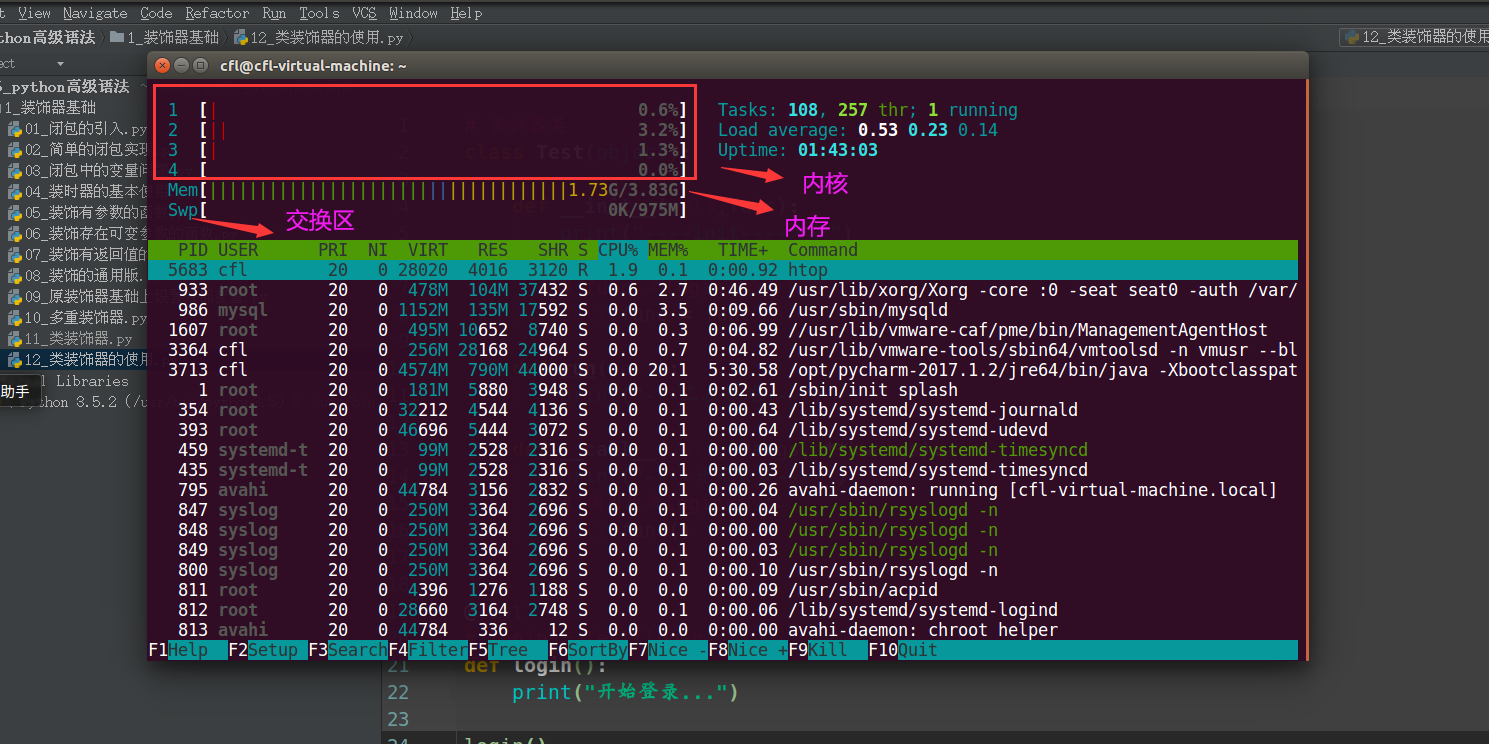 t View Navigate Code Refactor Run Tools VCS Window Help
thon高级语法 1_装饰器基础 12_类装饰器的使用.py 12_类装饰器的使用
ect
cfl@cfl-virtual-machine: ~
_python高级语法
1_装饰器基础
01_闭包的引入.py
02_简单的闭包实现
03_闭包中的变量问
04_装时器的基本使
05_装饰有参数的函
06_装饰存在可变参
07_装饰有返回值的
08_装饰的通用版.
09_原装饰器基础上
10_多重装饰器.py
11_类装饰器.py
12_类装饰器的使用
Libraries
助手
thon 3.5.2 (/us
1 [| 0.6%] Tasks: 108, 257 thr; 1 running
2 [|| 3.2%] Load average: 0.53 0.23 0.14
3 [| 1.3%] Uptime: 01:43:03
4 [ 0.0%]
内核
Mem[||||||||||||||||||||||||||||||||||||1.73G/3.83G]
Swp[ 0K/975M]
交换区
内存
class Test(
PID USER PRI NI VIRT RES SHR S CPU% MEM% TIME+ Command
5683 cfl 20 0 28020 4016 3120 R 1.9 0.1 0:00.92 htop
933 root 20 0 478M 104M 37432 S 0.6 2.7 0:46.49 /usr/lib/xorg/Xorg -core :0 -seat seat0 -auth /var/
986 mysql 20 0 1152M 135M 17592 S 0.0 3.5 0:09.66 /usr/sbin/mysqld
1607 root 20 0 495M 10652 8740 S 0.0 0.3 0:06.99 //usr/lib/vmware-caf/pme/bin/ManagementAgentHost
3364 cfl 20 0 256M 28168 24964 S 0.0 0.7 0:04.82 /usr/lib/vmware-tools/sbin64/vmtoolsd -n vmusr --bl
3713 cfl 20 0 4574M 790M 44000 S 0.0 20.1 5:30.58 /opt/pycharm-2017.1.2/jre64/bin/java -Xbootclasspat
1 root 20 0 181M 5880 3948 S 0.0 0.1 0:02.61 /sbin/init splash
354 root 20 0 32212 4544 4136 S 0.0 0.1 0:00.43 /lib/systemd/systemd-journald
393 root 20 0 46696 5444 3072 S 0.0 0.1 0:00.64 /lib/systemd/systemd-udevd
459 systemd-t 20 0 99M 2528 2316 S 0.0 0.1 0:00.00 /lib/systemd/systemd-timesyncd
435 systemd-t 20 0 99M 2528 2316 S 0.0 0.1 0:00.03 /lib/systemd/systemd-timesyncd
795 avahi 20 0 44784 3156 2832 S 0.0 0.1 0:00.26 avahi-daemon: running [cfl-virtual-machine.local]
847 syslog 20 0 250M 3364 2696 S 0.0 0.1 0:00.04 /usr/sbin/rsyslogd -n
848 syslog 20 0 250M 3364 2696 S 0.0 0.1 0:00.00 /usr/sbin/rsyslogd -n
849 syslog 20 0 250M 3364 2696 S 0.0 0.1 0:00.03 /usr/sbin/rsyslogd -n
800 syslog 20 0 250M 3364 2696 S 0.0 0.1 0:00.10 /usr/sbin/rsyslogd -n
811 root 20 0 4396 1276 1188 S 0.0 0.0 0:00.09 /usr/sbin/acpid
812 root 20 0 28660 3164 2748 S 0.0 0.1 0:00.06 /lib/systemd/systemd-logind
813 avahi 20 0 44784 336 12 S 0.0 0.0 0:00.00 avahi-daemon: chroot helper
F1Help F2Setup F3SearchF4FilterF5Tree F6SortByF7Nice -F8Nice +F9Kill F10Quit
21 def login():
22 print("开始登录...")
23
24 login()